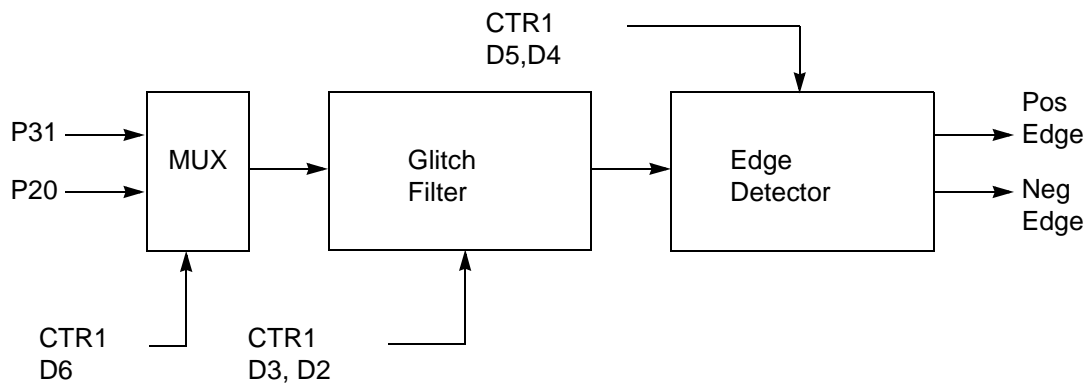 CTR1
D5,D4
P31
P20
MUX
Glitch
Filter
Edge
Detector
Pos
Edge
Neg
Edge
CTR1
D6
CTR1
D3, D2